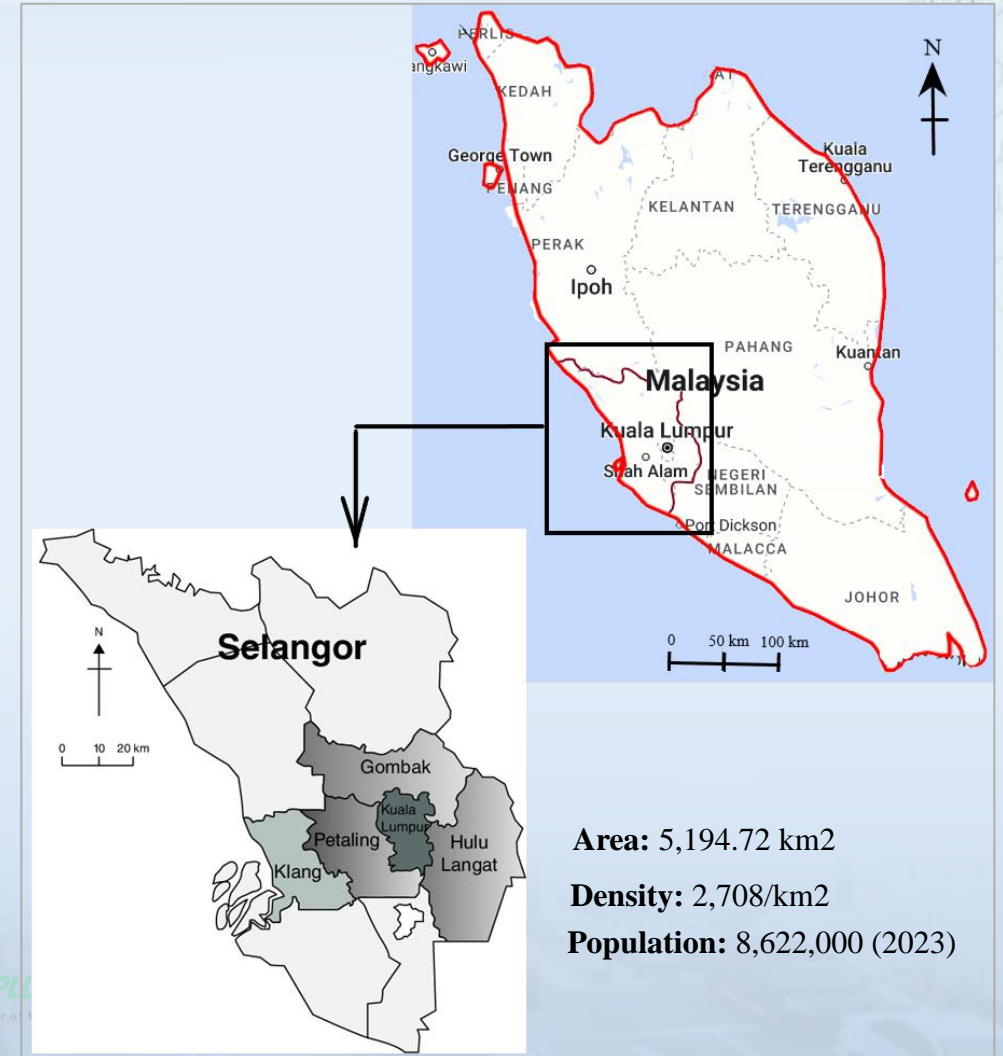 PERLIS
angkawi
N
AT
KEDAH
George Town
PENANG
Kuala
Terengganu
KELANTAN
TERENGGANU
PERAK
Ipoh
PAHANG
Kuantan
Malaysia
Kuala Lumpur
Shah Alam
NEGERI
SEMBILAN
Port Dickson
MALACCA
JOHOR
0 50 km 100 km
Selangor
N
0 10 20 km
Gombak
Kuala
Lumpur
Petaling
Hulu
Langat
Klang
Area: 5,194.72 km2
Density: 2,708/km2
Population: 8,622,000 (2023)